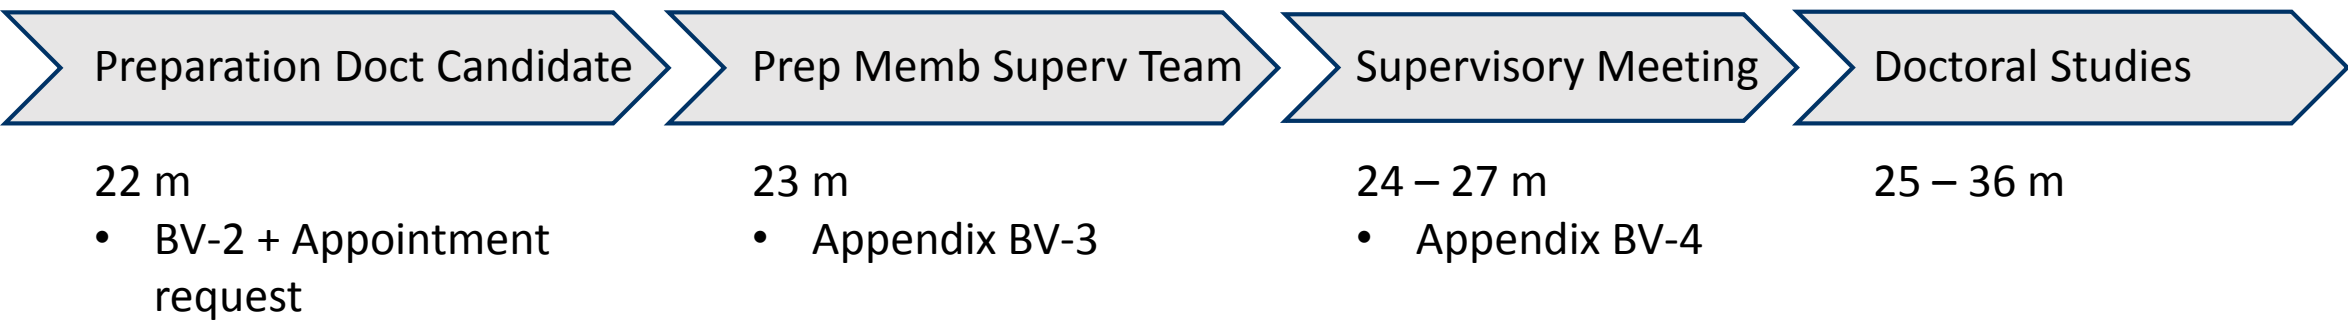 Preparation Doct Candidate
Prep Memb Superv Team
Supervisory Meeting
Doctoral Studies
22 m
• BV-2 + Appointment
request
23 m
• Appendix BV-3
24 – 27 m
• Appendix BV-4
25 – 36 m